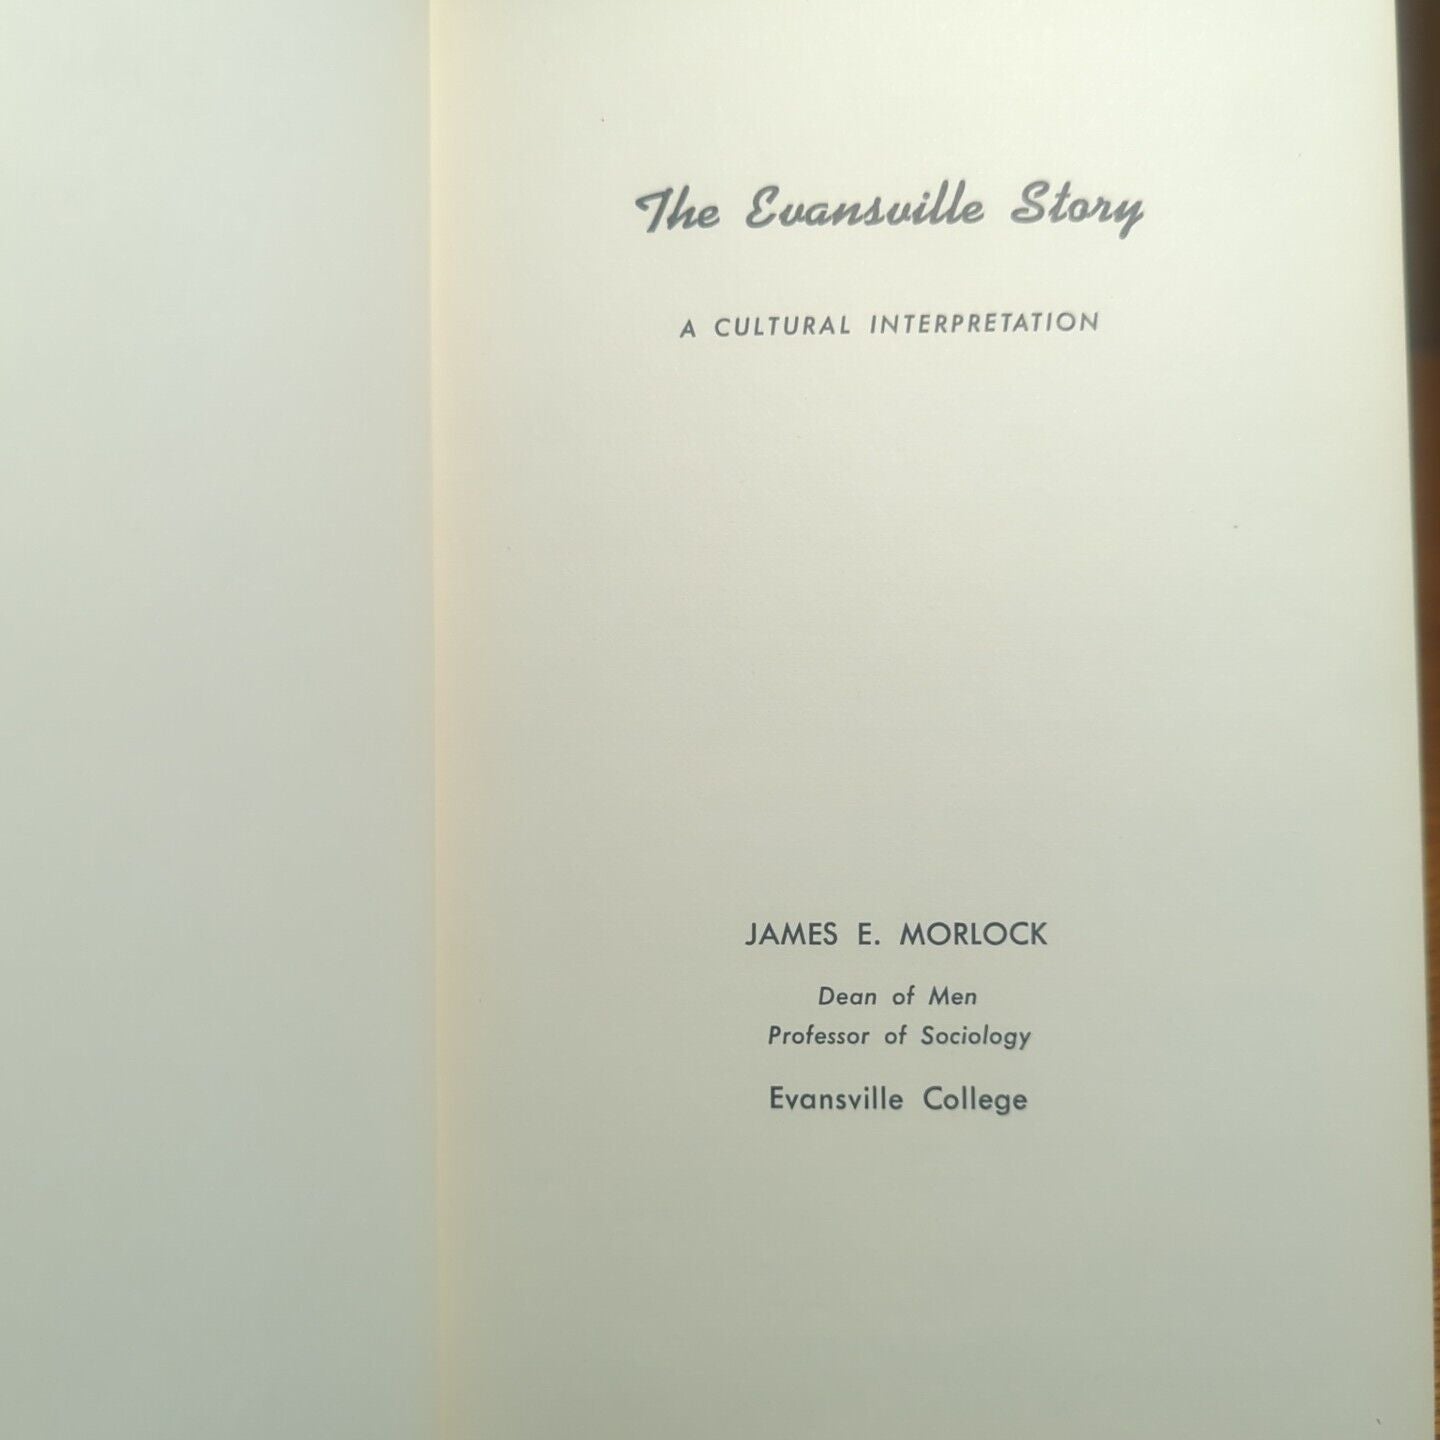 The Evansville Story
A CULTURAL INTERPRETATION
JAMES E. MORLOCK
Dean of Men
Professor of Sociology
Evansville College